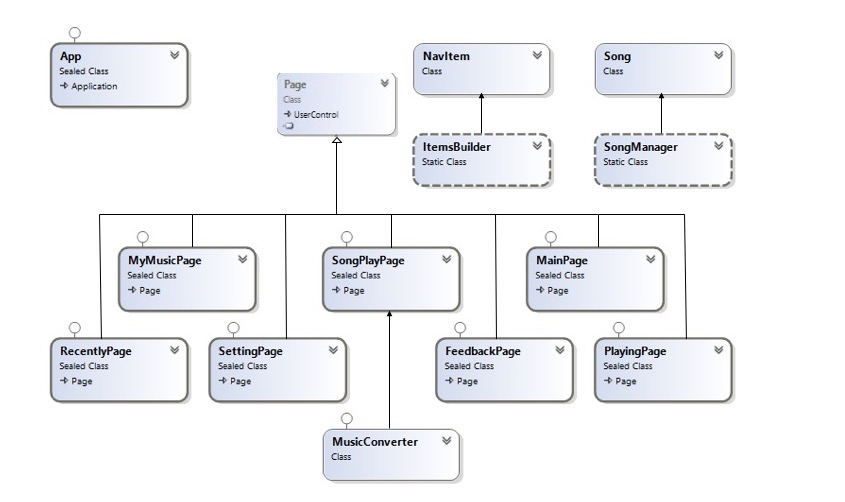 App
Sealed Class
Application
Page
Class
UserControl
NavItem
Class
Song
Class
ItemsBuilder
Static Class
SongManager
Static Class
MyMusicPage
Sealed Class
Page
SongPlayPage
Sealed Class
Page
MainPage
Sealed Class
Page
RecentlyPage
Sealed Class
Page
SettingPage
Sealed Class
Page
FeedbackPage
Sealed Class
Page
PlayingPage
Sealed Class
Page
MusicConverter
Class